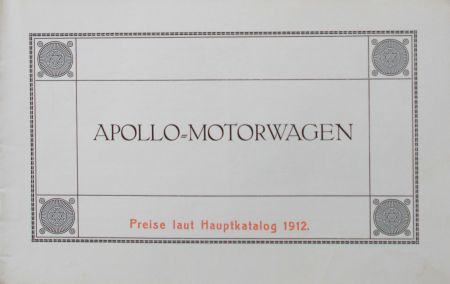 APOLLO-MOTORWAGEN
Preise laut Hauptkatalog 1912.